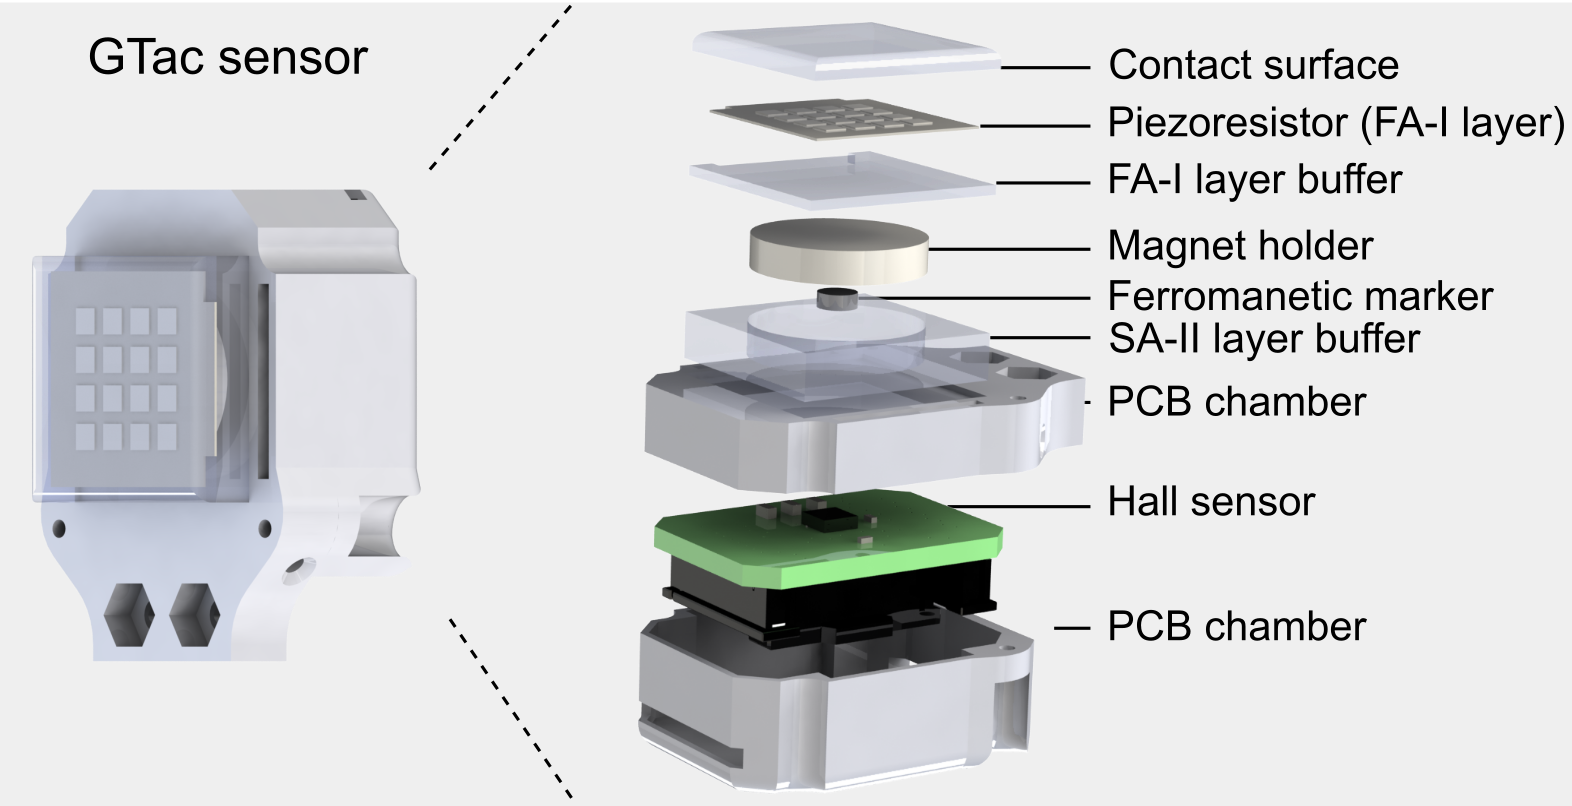 GTac sensor
Contact surface
Piezoresistor (FA-I layer)
FA-I layer buffer
Magnet holder
Ferromanetic marker
SA-II layer buffer
PCB chamber
Hall sensor
PCB chamber